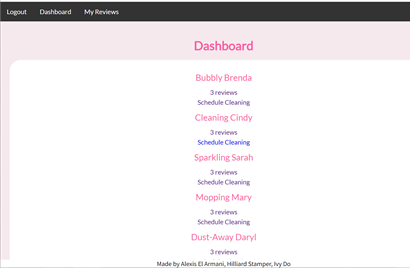 Logout Dashboard My Reviews
Dashboard
Bubbly Brenda
3 reviews
Schedule Cleaning
Cleaning Cindy
3 reviews
Schedule Cleaning
Sparkling Sarah
3 reviews
Schedule Cleaning
Mopping Mary
3 reviews
Schedule Cleaning
Dust-Away Daryl
3 reviews
Made by Alexis El Armani, Hilliard Stamper, Ivy Do